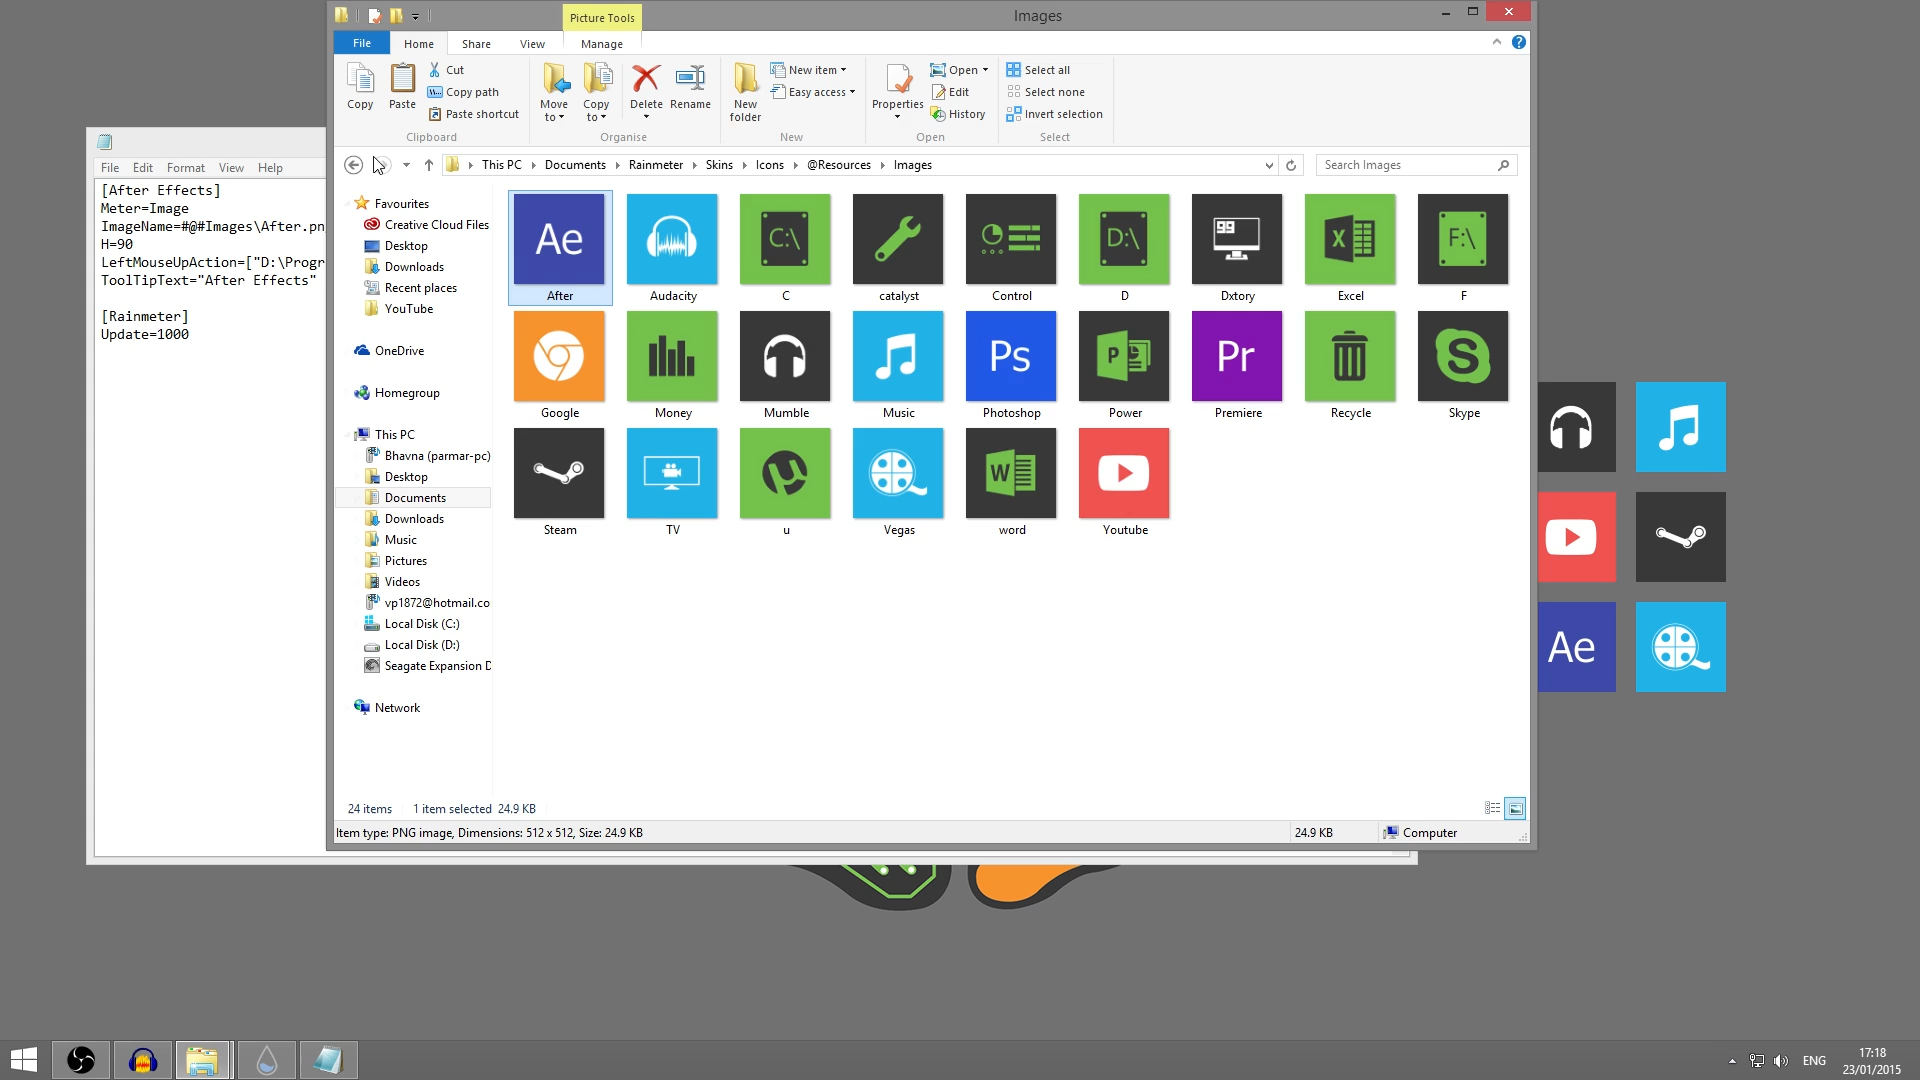 Picture Tools
Images
File
Home
Share
View
Manage
Copy
Paste
Cut
Copy path
Paste shortcut
Clipboard
Move to
Copy to
Delete
Rename
Organise
New folder
New item
Easy access
New
Properties
Open
Edit
History
Open
Select all
Select none
Invert selection
Select
This PC
Documents
Rainmeter
Skins
Icons
@Resources
Images
Search Images
File Edit Format View Help
[After Effects]
Meter=Image
ImageName=#@#Images\After.pn
H=90
LeftMouseUpAction=["D:\Progr
ToolTipText="After Effects"
[Rainmeter]
Update=1000
Favourites
Creative Cloud Files
Desktop
Downloads
Recent places
YouTube
OneDrive
Homegroup
This PC
Bhavna (parmar-pc)
Desktop
Documents
Downloads
Music
Pictures
Videos
vp1872@hotmail.co
Local Disk (C:)
Local Disk (D:)
Seagate Expansion D
Network
Ae
C:\
D:\
99
X
F:\
After
Audacity
C
catalyst
Control
D
Dxtory
Excel
F
Ps
P
Pr
S
Google
Money
Mumble
Music
Photoshop
Power
Premiere
Recycle
Skype
W
Steam
TV
u
Vegas
word
Youtube
Ae
24 items
1 item selected 24.9 KB
Item type: PNG image, Dimensions: 512 x 512, Size: 24.9 KB
24.9 KB
Computer
ENG
17:18
23/01/2015